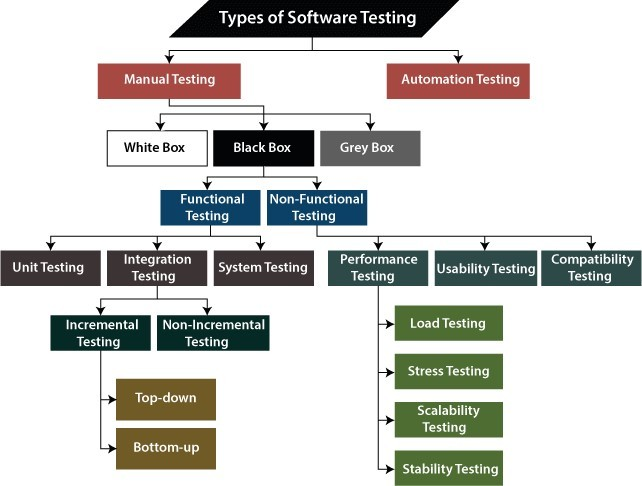 Types of Software Testing
Manual Testing
Automation Testing
White Box
Black Box
Grey Box
Functional
Testing
Non-Functional
Testing
Unit Testing
Integration
Testing
System Testing
Performance
Testing
Usability Testing
Compatibility
Testing
Incremental
Testing
Non-Incremental
Testing
Load Testing
Stress Testing
Scalability
Testing
Stability Testing
Top-down
Bottom-up